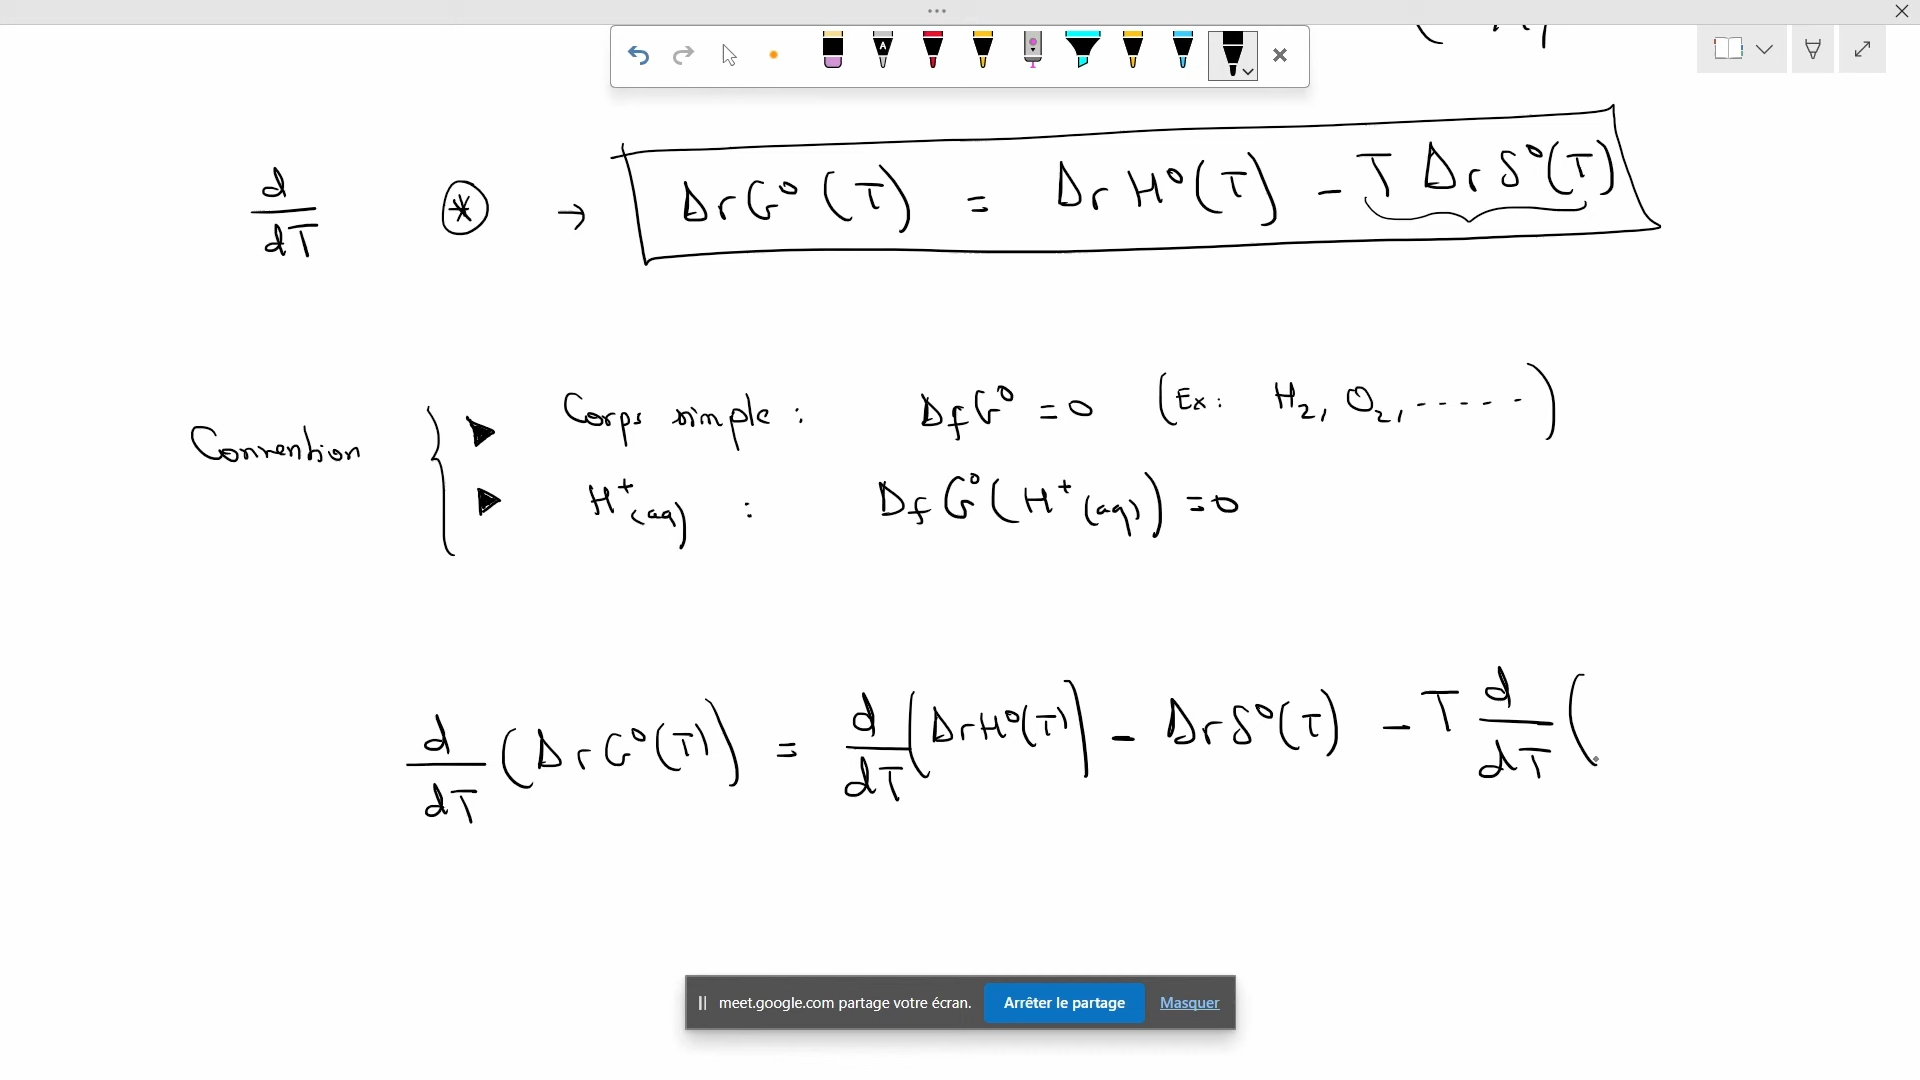 d/dT (*) → ΔrG°(T) = ΔrH°(T) - T ΔrS°(T)
Convention
▶ Corps simple : ΔfG° = 0 (Ex : H₂, O₂, ......)
▶ H⁺(aq) : ΔfG°(H⁺(aq)) = 0
d/dT (ΔrG°(T)) = d/dT (ΔrH°(T)) - ΔrS°(T) - T d/dT (
meet.google.com partage votre écran. Arrêter le partage Masquer